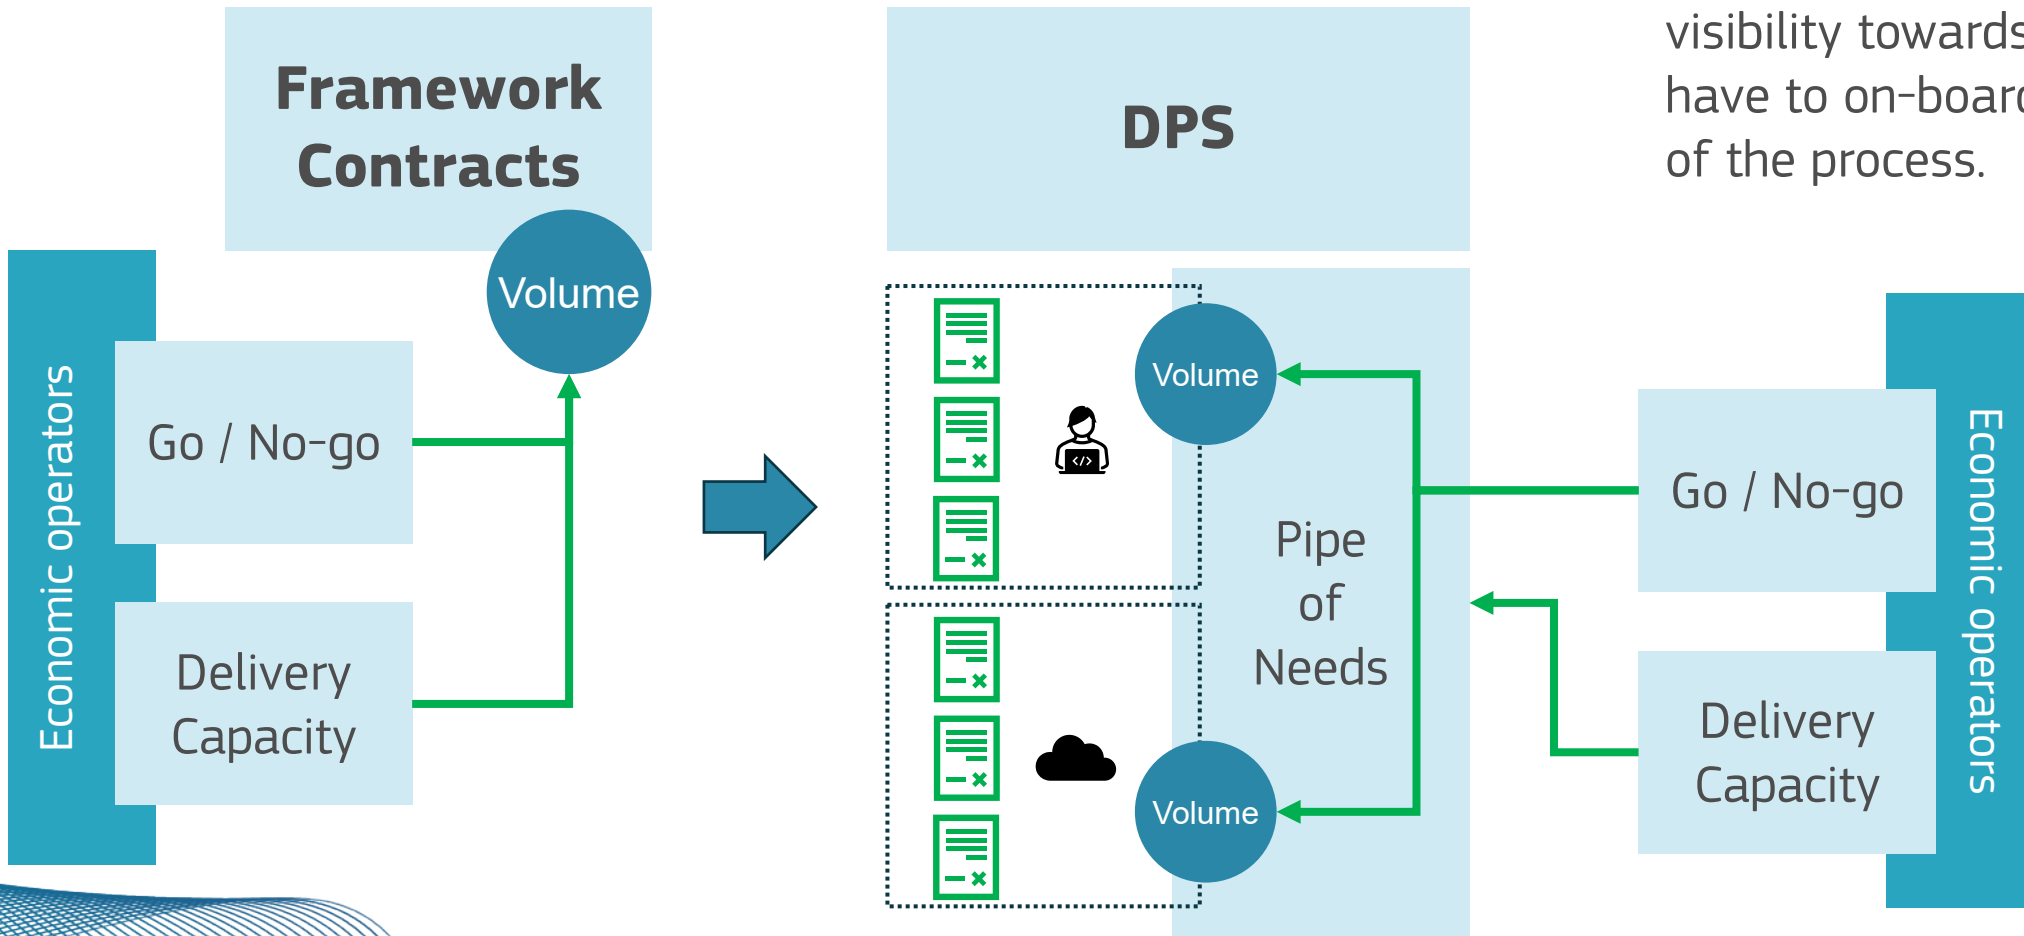 Framework
Contracts
Volume
Economic operators
Go / No-go
Delivery
Capacity
DPS
Volume
</>
Pipe
of
Needs
Volume
visibility towards
have to on-board
of the process.
Go / No-go
Delivery
Capacity
Economic operators